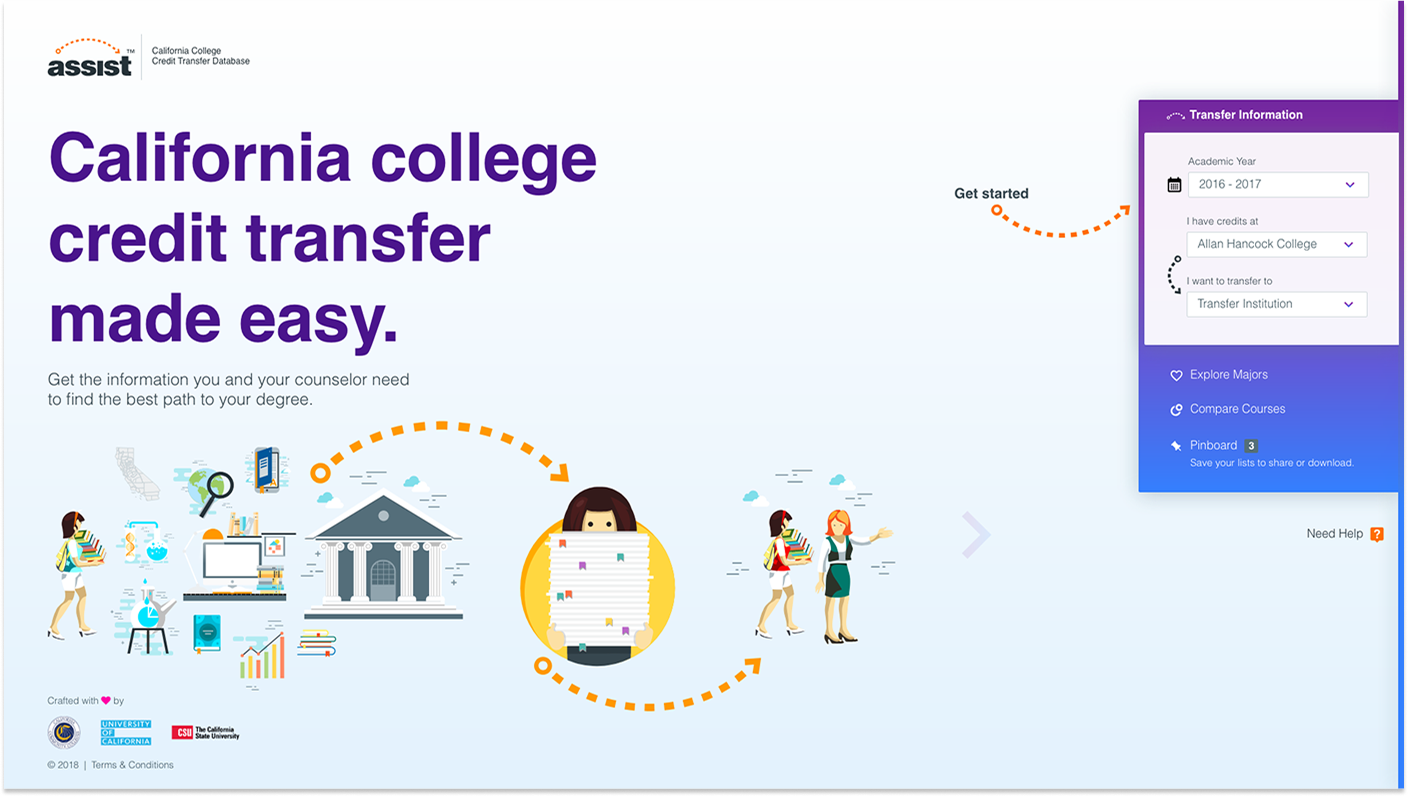 assist™
California College
Credit Transfer Database
California college
credit transfer
made easy.
Get the information you and your counselor need
to find the best path to your degree.
Get started
Transfer Information
Academic Year
2016 - 2017
I have credits at
Allan Hancock College
I want to transfer to
Transfer Institution
Explore Majors
Compare Courses
Pinboard 3
Save your lists to share or download.
Need Help ?
Crafted with ♥ by
UNIVERSITY
OF
CALIFORNIA
CSU The California
State University
© 2018 | Terms & Conditions